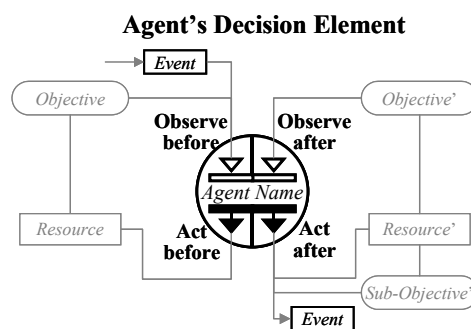 Agent's Decision Element
Event
Objective
Objective'
Observe
before
Observe
after
Agent Name
Resource
Resource'
Act
before
Act
after
Sub-Objective'
Event